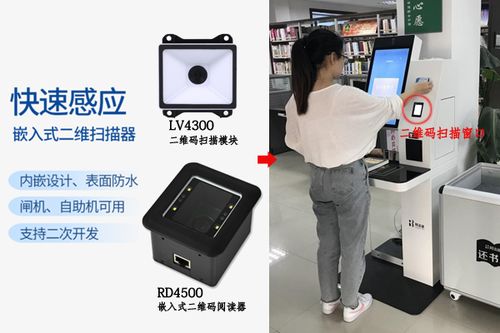 快速感应
嵌入式二维扫描器
内嵌设计、表面防水
闸机、自助机可用
支持二次开发
LV4300
二维码扫描模块
RD4500
嵌入式二维码阅读器
心愿
二维码扫描窗口
还书